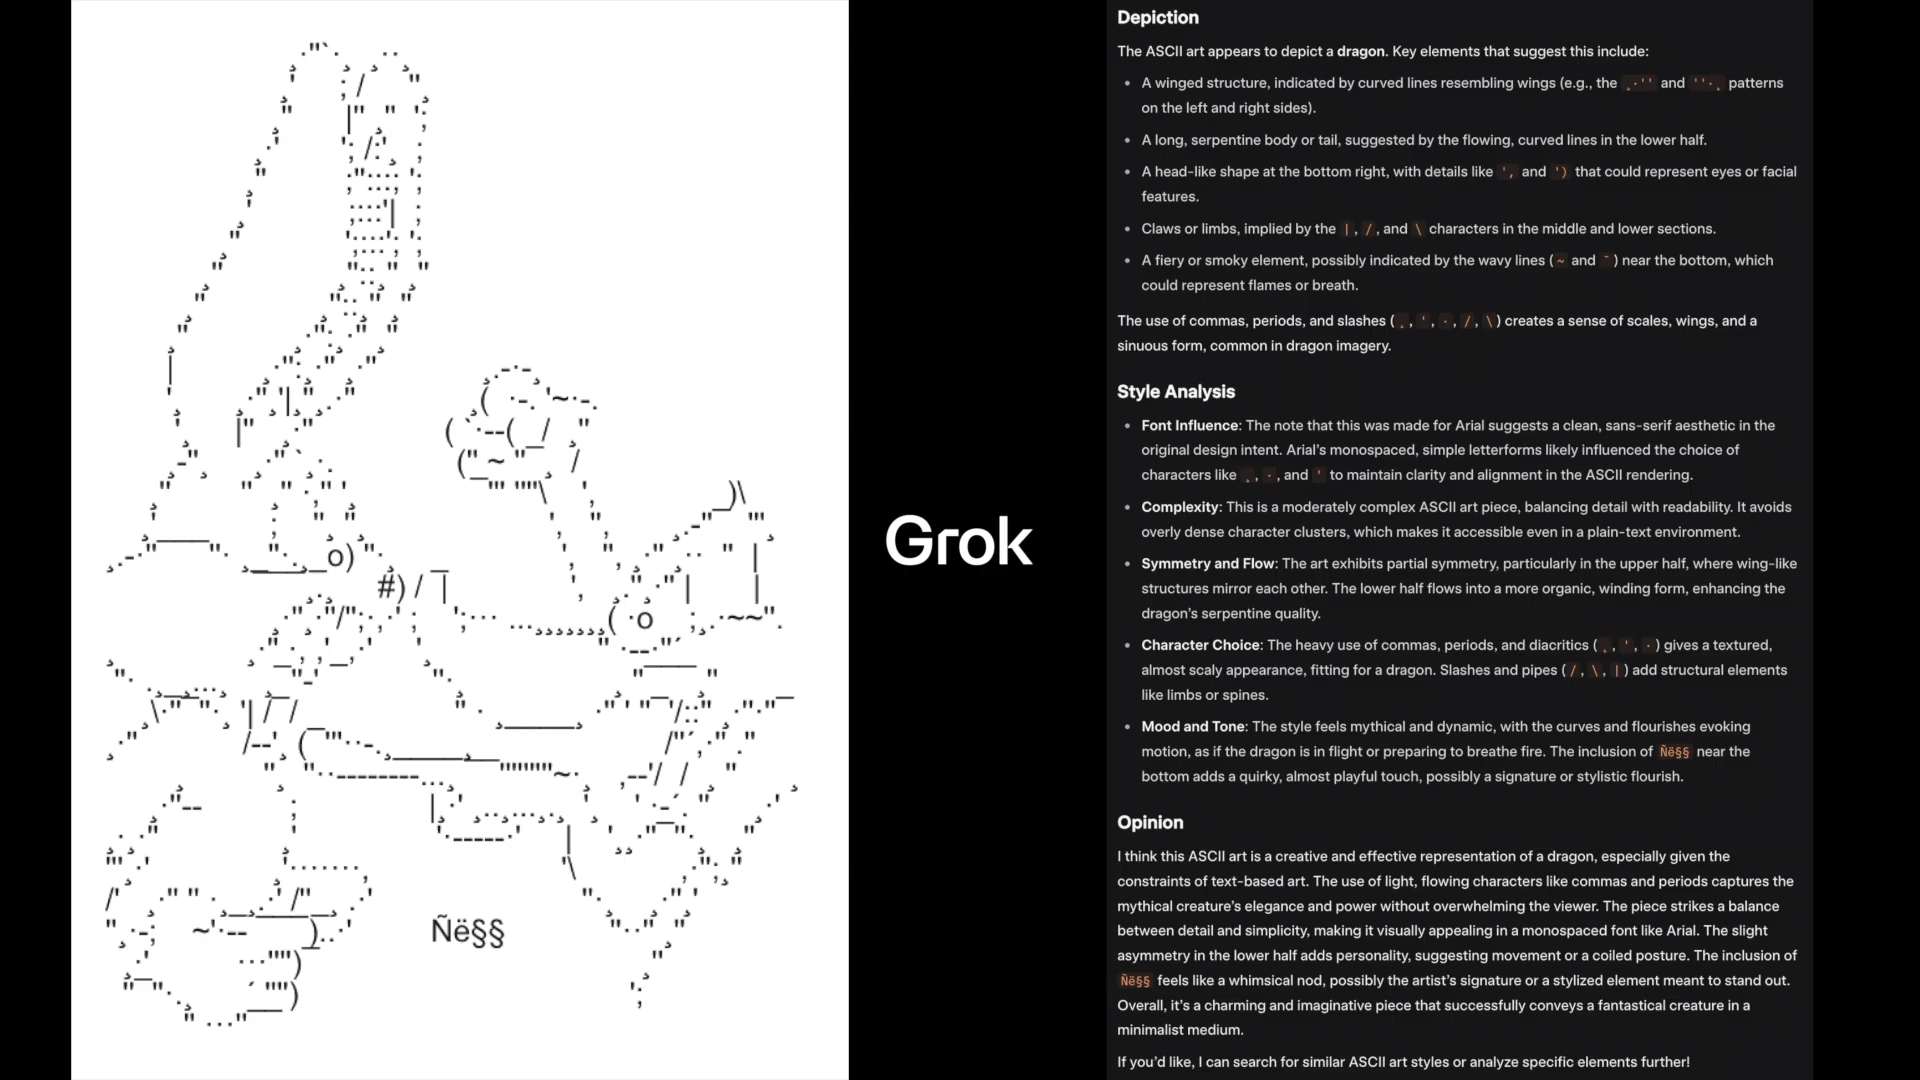 Ñë§§
Grok
Depiction
The ASCII art appears to depict a dragon. Key elements that suggest this include:
• A winged structure, indicated by curved lines resembling wings (e.g., the ¸.·'' and ''·.¸ patterns
on the left and right sides).
• A long, serpentine body or tail, suggested by the flowing, curved lines in the lower half.
• A head-like shape at the bottom right, with details like ', and ') that could represent eyes or facial
features.
• Claws or limbs, implied by the |, /, and \ characters in the middle and lower sections.
• A fiery or smoky element, possibly indicated by the wavy lines (~ and ¯) near the bottom, which
could represent flames or breath.
The use of commas, periods, and slashes (¸, ', ·, /, \) creates a sense of scales, wings, and a
sinuous form, common in dragon imagery.
Style Analysis
• Font Influence: The note that this was made for Arial suggests a clean, sans-serif aesthetic in the
original design intent. Arial's monospaced, simple letterforms likely influenced the choice of
characters like ¸, ·, and ' to maintain clarity and alignment in the ASCII rendering.
• Complexity: This is a moderately complex ASCII art piece, balancing detail with readability. It avoids
overly dense character clusters, which makes it accessible even in a plain-text environment.
• Symmetry and Flow: The art exhibits partial symmetry, particularly in the upper half, where wing-like
structures mirror each other. The lower half flows into a more organic, winding form, enhancing the
dragon's serpentine quality.
• Character Choice: The heavy use of commas, periods, and diacritics (¸, ', ·) gives a textured,
almost scaly appearance, fitting for a dragon. Slashes and pipes (/, \, |) add structural elements
like limbs or spines.
• Mood and Tone: The style feels mythical and dynamic, with the curves and flourishes evoking
motion, as if the dragon is in flight or preparing to breathe fire. The inclusion of Ñë§§ near the
bottom adds a quirky, almost playful touch, possibly a signature or stylistic flourish.
Opinion
I think this ASCII art is a creative and effective representation of a dragon, especially given the
constraints of text-based art. The use of light, flowing characters like commas and periods captures the
mythical creature's elegance and power without overwhelming the viewer. The piece strikes a balance
between detail and simplicity, making it visually appealing in a monospaced font like Arial. The slight
asymmetry in the lower half adds personality, suggesting movement or a coiled posture. The inclusion of
Ñë§§ feels like a whimsical nod, possibly the artist's signature or a stylized element meant to stand out.
Overall, it's a charming and imaginative piece that successfully conveys a fantastical creature in a
minimalist medium.
If you'd like, I can search for similar ASCII art styles or analyze specific elements further!